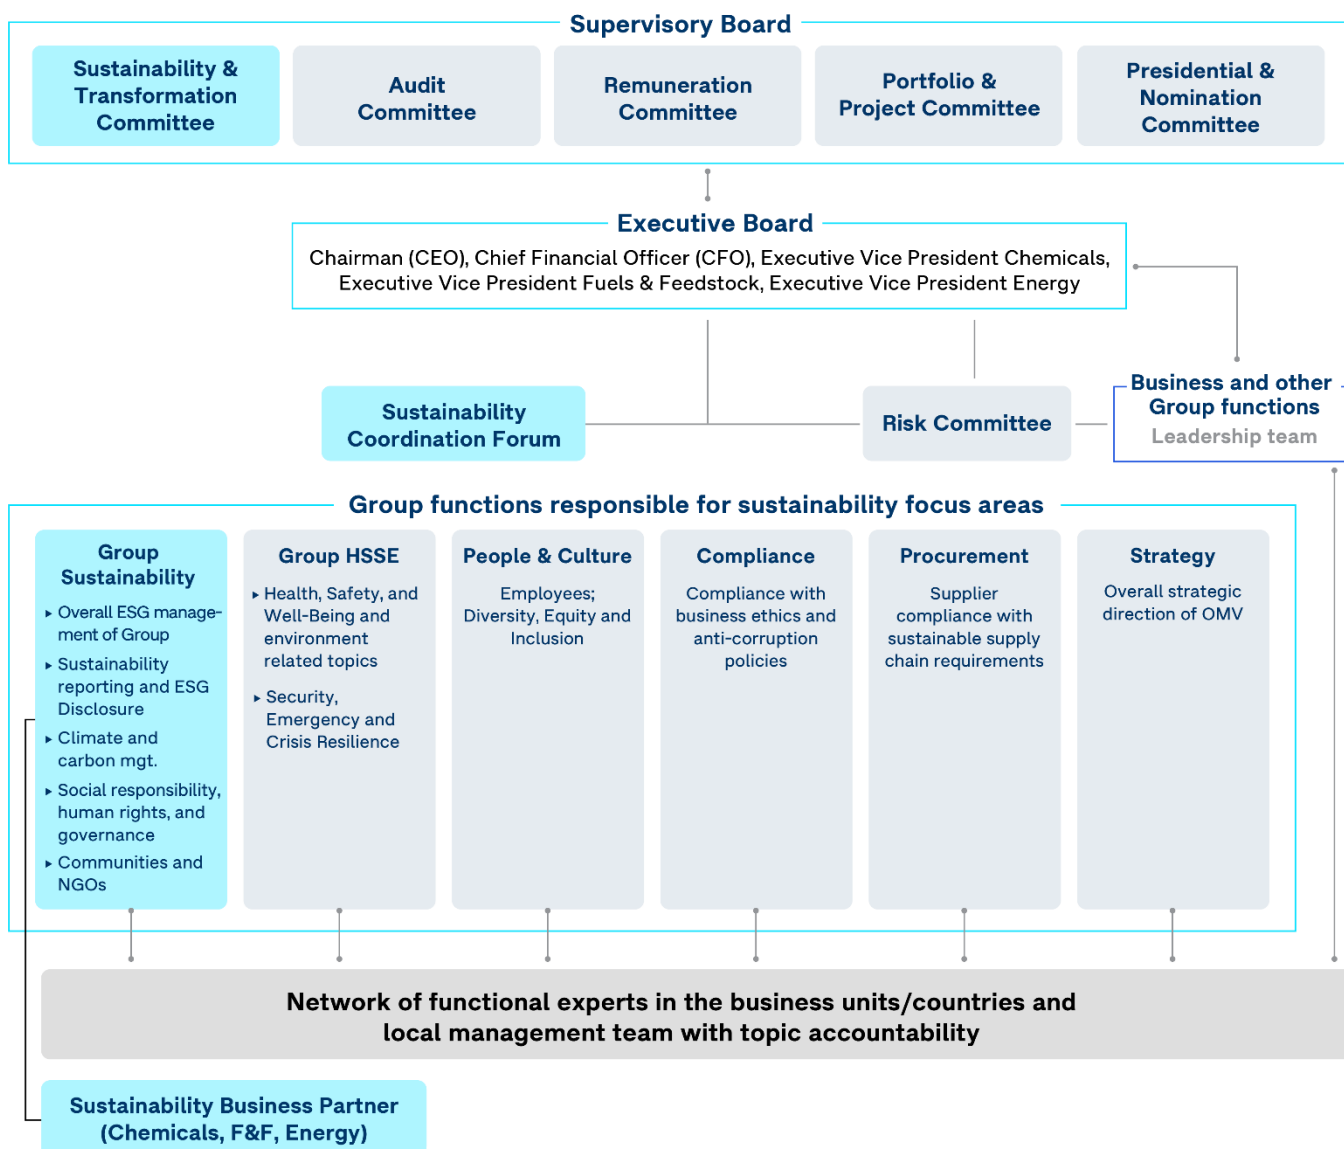 Supervisory Board
Sustainability &
Transformation
Committee
Audit
Committee
Remuneration
Committee
Portfolio &
Project Committee
Presidential &
Nomination
Committee
Executive Board
Chairman (CEO), Chief Financial Officer (CFO), Executive Vice President Chemicals,
Executive Vice President Fuels & Feedstock, Executive Vice President Energy
Sustainability
Coordination Forum
Risk Committee
Business and other
Group functions
Leadership team
Group functions responsible for sustainability focus areas
Group
Sustainability
▸ Overall ESG manage-
ment of Group
▸ Sustainability
reporting and ESG
Disclosure
▸ Climate and
carbon mgt.
▸ Social responsibility,
human rights, and
governance
▸ Communities and
NGOs
Group HSSE
▸ Health, Safety, and
Well-Being and
environment
related topics
▸ Security,
Emergency and
Crisis Resilience
People & Culture
Employees;
Diversity, Equity and
Inclusion
Compliance
Compliance with
business ethics and
anti-corruption
policies
Procurement
Supplier
compliance with
sustainable supply
chain requirements
Strategy
Overall strategic
direction of OMV
Network of functional experts in the business units/countries and
local management team with topic accountability
Sustainability Business Partner
(Chemicals, F&F, Energy)